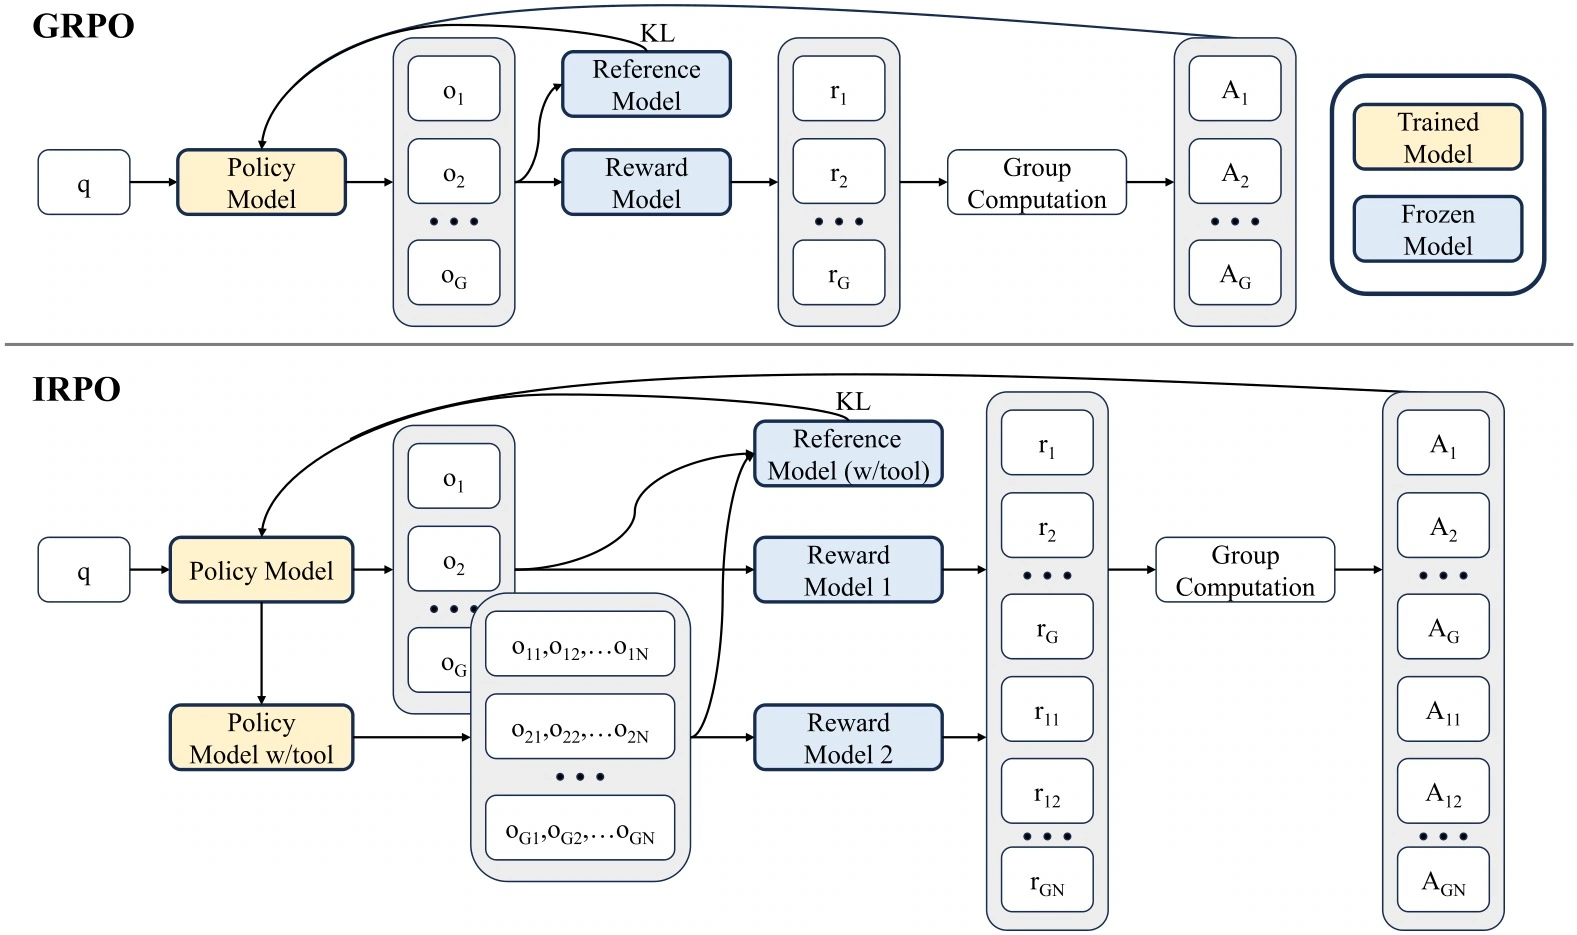 GRPO
KL
q
Policy
Model
o1
o2
• • •
oG
Reference
Model
Reward
Model
r1
r2
• • •
rG
Group
Computation
A1
A2
• • •
AG
Trained
Model
Frozen
Model
IRPO
KL
q
Policy Model
Policy
Model w/tool
o1
o2
• • •
oG
o11,o12,…o1N
o21,o22,…o2N
• • •
oG1,oG2,…oGN
Reference
Model (w/tool)
Reward
Model 1
Reward
Model 2
r1
r2
• • •
rG
r11
r12
• • •
rGN
Group
Computation
A1
A2
• • •
AG
A11
A12
• • •
AGN